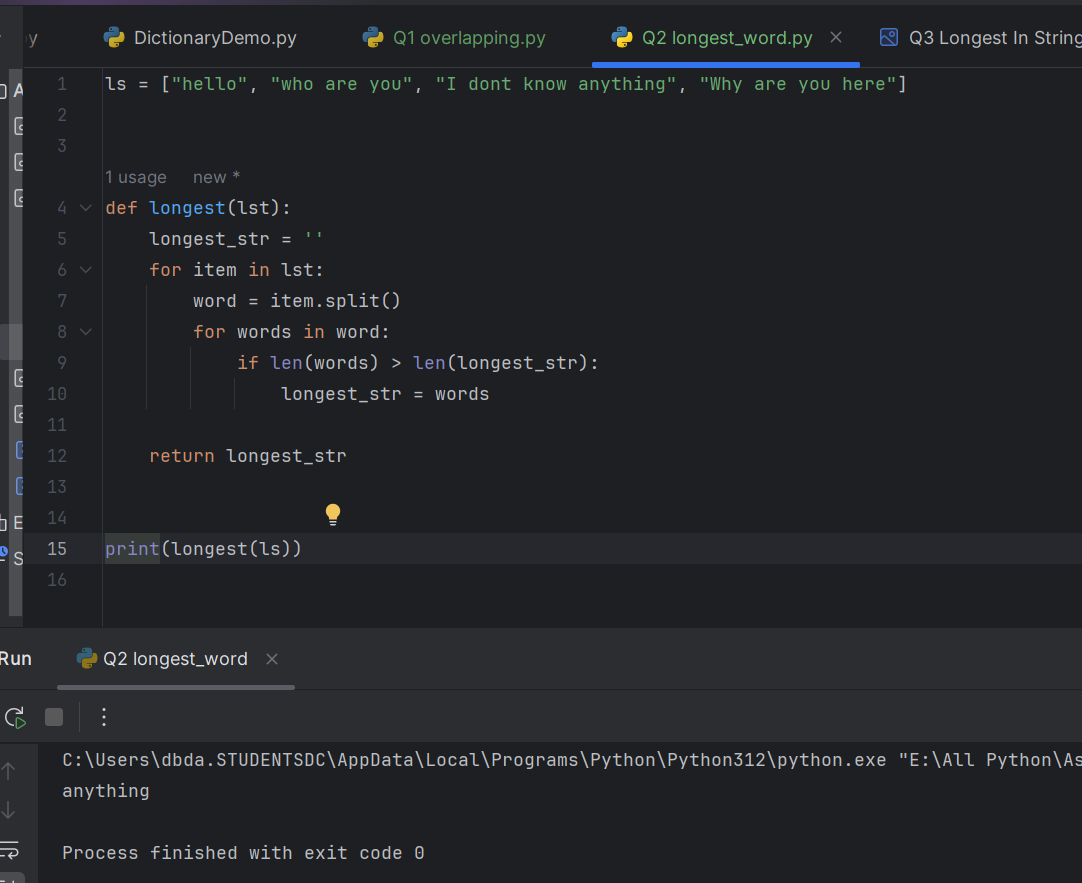 y DictionaryDemo.py Q1 overlapping.py Q2 longest_word.py Q3 Longest In String
1 ls = ["hello", "who are you", "I dont know anything", "Why are you here"]
2
3
1 usage new *
4 def longest(lst):
5 longest_str = ''
6 for item in lst:
7 word = item.split()
8 for words in word:
9 if len(words) > len(longest_str):
10 longest_str = words
11
12 return longest_str
13
14
15 print(longest(ls))
16
Run Q2 longest_word
C:\Users\dbda.STUDENTSDC\AppData\Local\Programs\Python\Python312\python.exe "E:\All Python\As
anything
Process finished with exit code 0